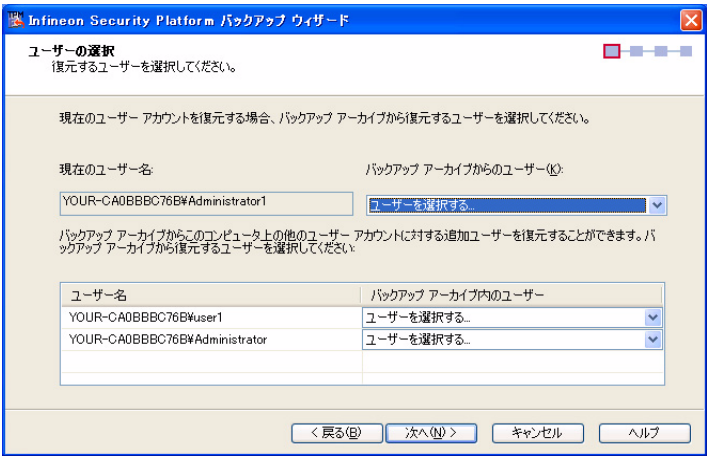 Infineon Security Platform バックアップ ウィザード
ユーザーの選択
復元するユーザーを選択してください。
現在のユーザー アカウントを復元する場合、バックアップ アーカイブから復元するユーザーを選択してください。
現在のユーザー名:
バックアップ アーカイブからのユーザー(K):
YOUR-CA0BBBC76B¥Administrator1
ユーザーを選択する...
バックアップ アーカイブからこのコンピュータ上の他のユーザー アカウントに対する追加ユーザーを復元することができます。バ
ックアップ アーカイブから復元するユーザーを選択してください:
ユーザー名 バックアップ アーカイブ内のユーザー
YOUR-CA0BBBC76B¥user1 ユーザーを選択する...
YOUR-CA0BBBC76B¥Administrator ユーザーを選択する...
< 戻る(B) 次へ(N) > キャンセル ヘルプ